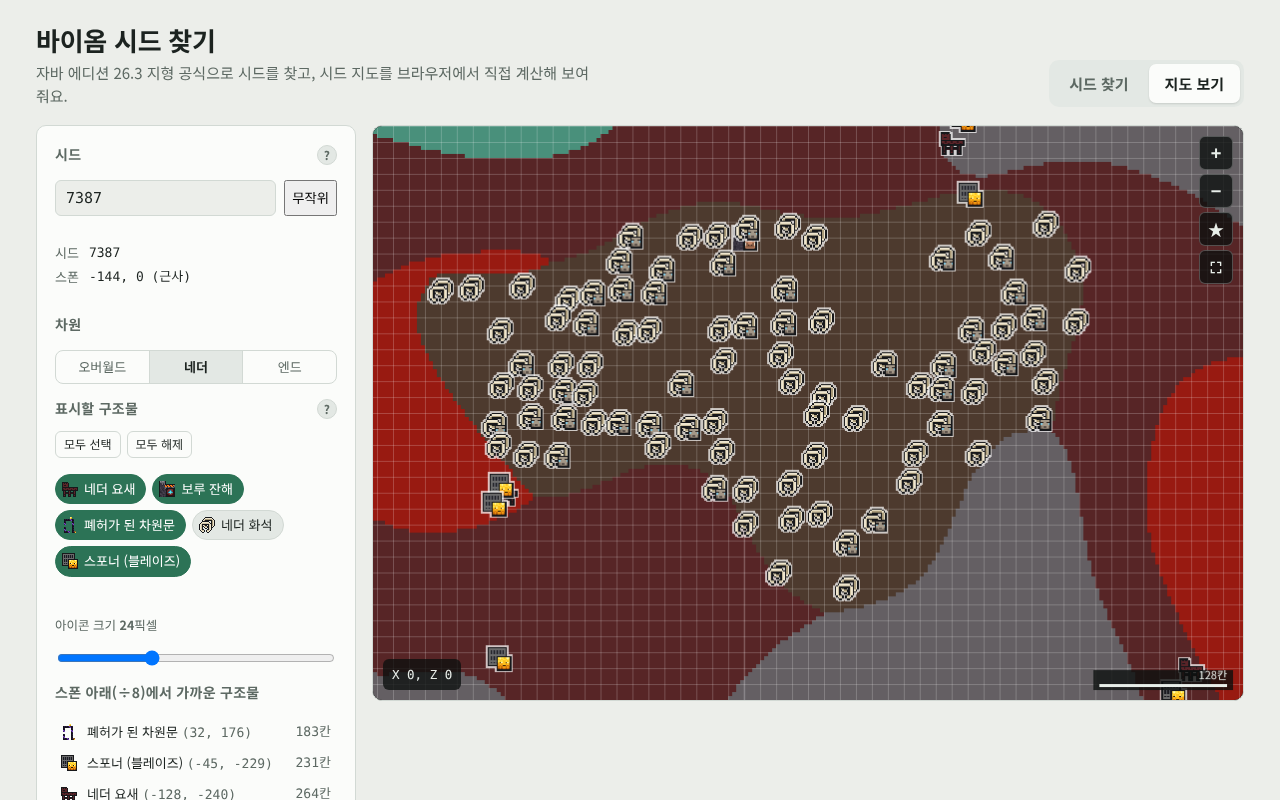 바이옴 시드 찾기
자바 에디션 26.3 지형 공식으로 시드를 찾고, 시드 지도를 브라우저에서 직접 계산해 보여
줘요.
시드 찾기
지도 보기
시드
?
7387
무작위
시드 7387
스폰 -144, 0 (근사)
차원
오버월드
네더
엔드
표시할 구조물
?
모두 선택
모두 해제
네더 요새
보루 잔해
폐허가 된 차원문
네더 화석
스포너 (블레이즈)
아이콘 크기 24픽셀
스폰 아래(÷8)에서 가까운 구조물
폐허가 된 차원문 (32, 176) 183칸
스포너 (블레이즈) (-45, -229) 231칸
네더 요새 (-128, -240) 264칸
+
−
★
X 0, Z 0
128칸